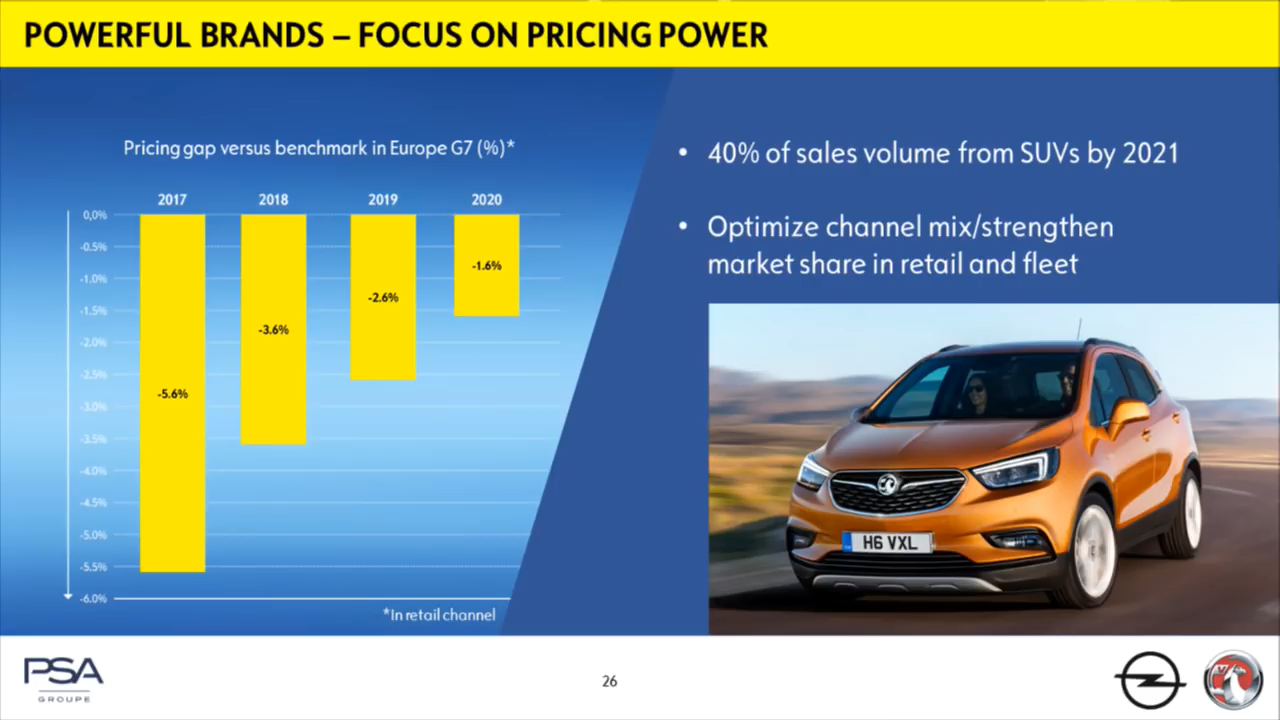 POWERFUL BRANDS – FOCUS ON PRICING POWER
Pricing gap versus benchmark in Europe G7 (%)*
2017 2018 2019 2020
0,0%
-0.5%
-1.0%
-1.5%
-2.0%
-2.5%
-3.0%
-3.5%
-4.0%
-4.5%
-5.0%
-5.5%
-6.0%
-5.6%
-3.6%
-2.6%
-1.6%
*In retail channel
• 40% of sales volume from SUVs by 2021
• Optimize channel mix/strengthen
market share in retail and fleet
H6 VXL
PSA
GROUPE
26